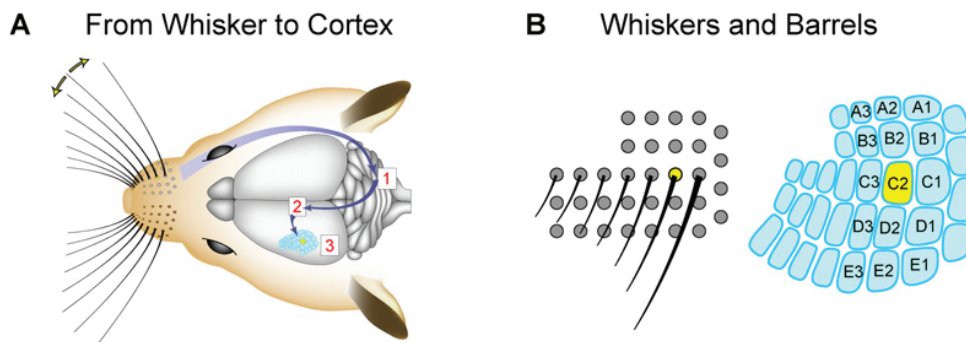 A From Whisker to Cortex
1
2
3
B Whiskers and Barrels
A3 A2 A1
B3 B2 B1
C3 C2 C1
D3 D2 D1
E3 E2 E1